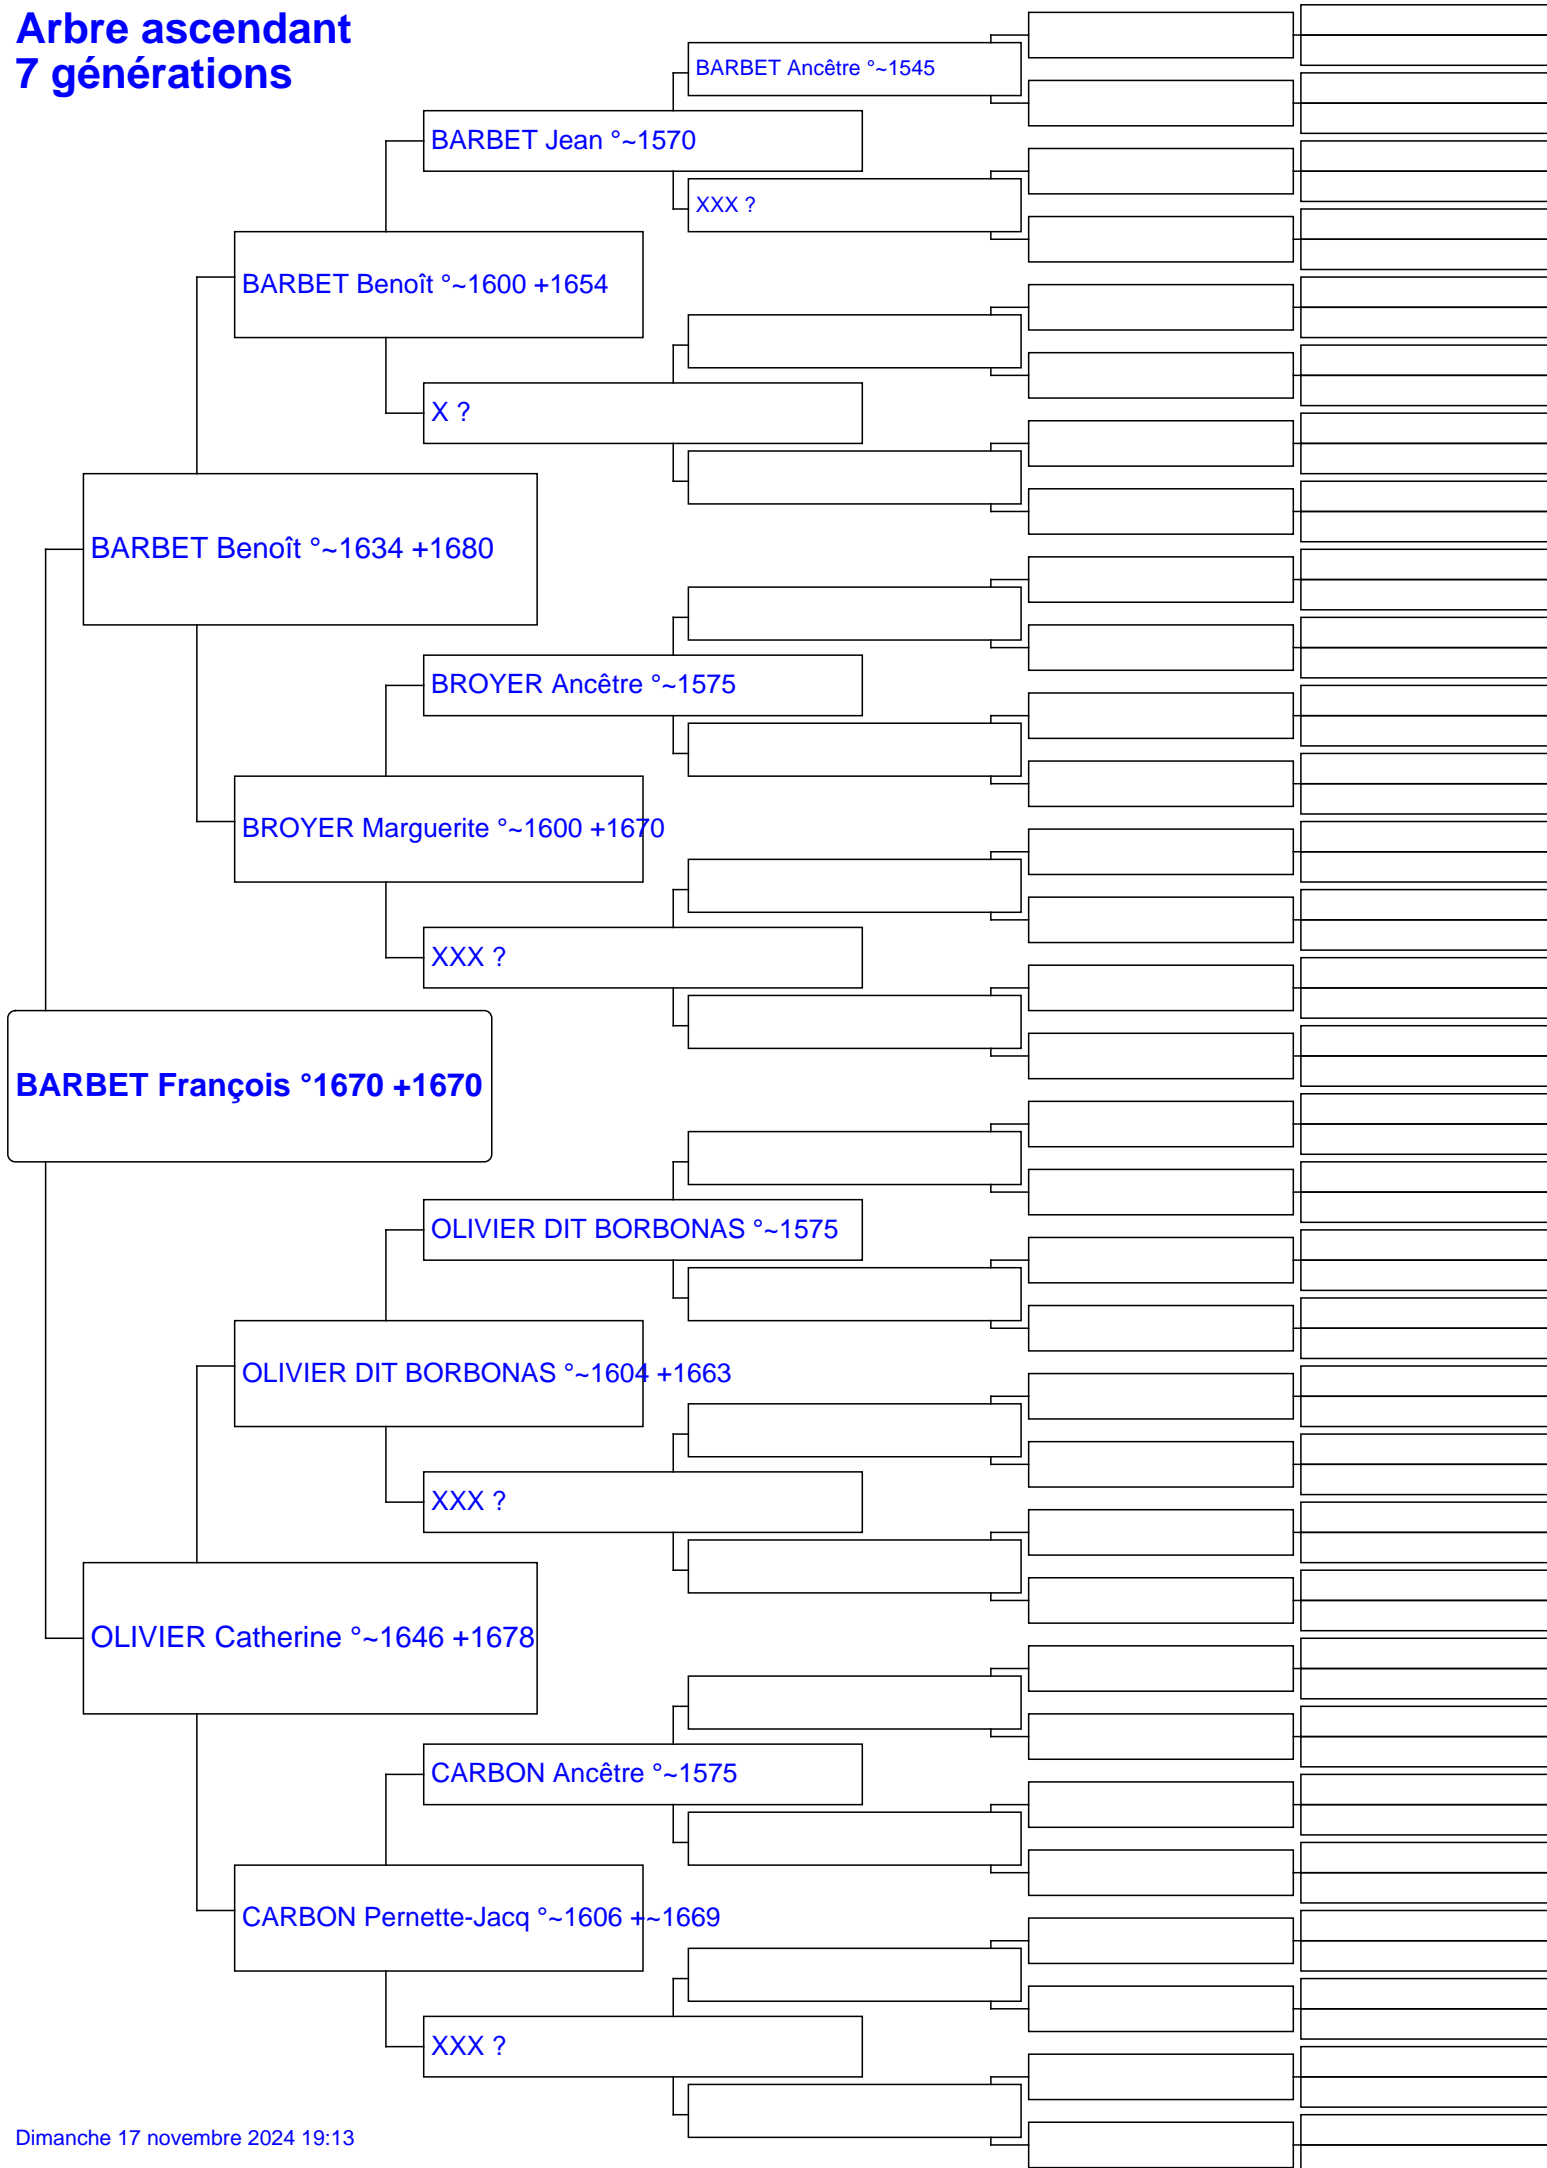 Arbre ascendant
7 générations
BARBET Ancêtre °~1545
BARBET Jean °~1570
XXX ?
BARBET Benoît °~1600 +1654
X ?
BARBET Benoît °~1634 +1680
BROYER Ancêtre °~1575
BROYER Marguerite °~1600 +1670
XXX ?
BARBET François °1670 +1670
OLIVIER DIT BORBONAS °~1575
OLIVIER DIT BORBONAS °~1604 +1663
XXX ?
OLIVIER Catherine °~1646 +1678
CARBON Ancêtre °~1575
CARBON Pernette-Jacq °~1606 +~1669
XXX ?
Dimanche 17 novembre 2024 19:13